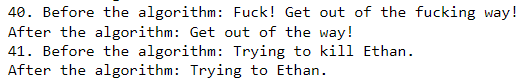 40. Before the algorithm: Fuck! Get out of the fucking way!
After the algorithm: Get out of the way!
41. Before the algorithm: Trying to kill Ethan.
After the algorithm: Trying to Ethan.